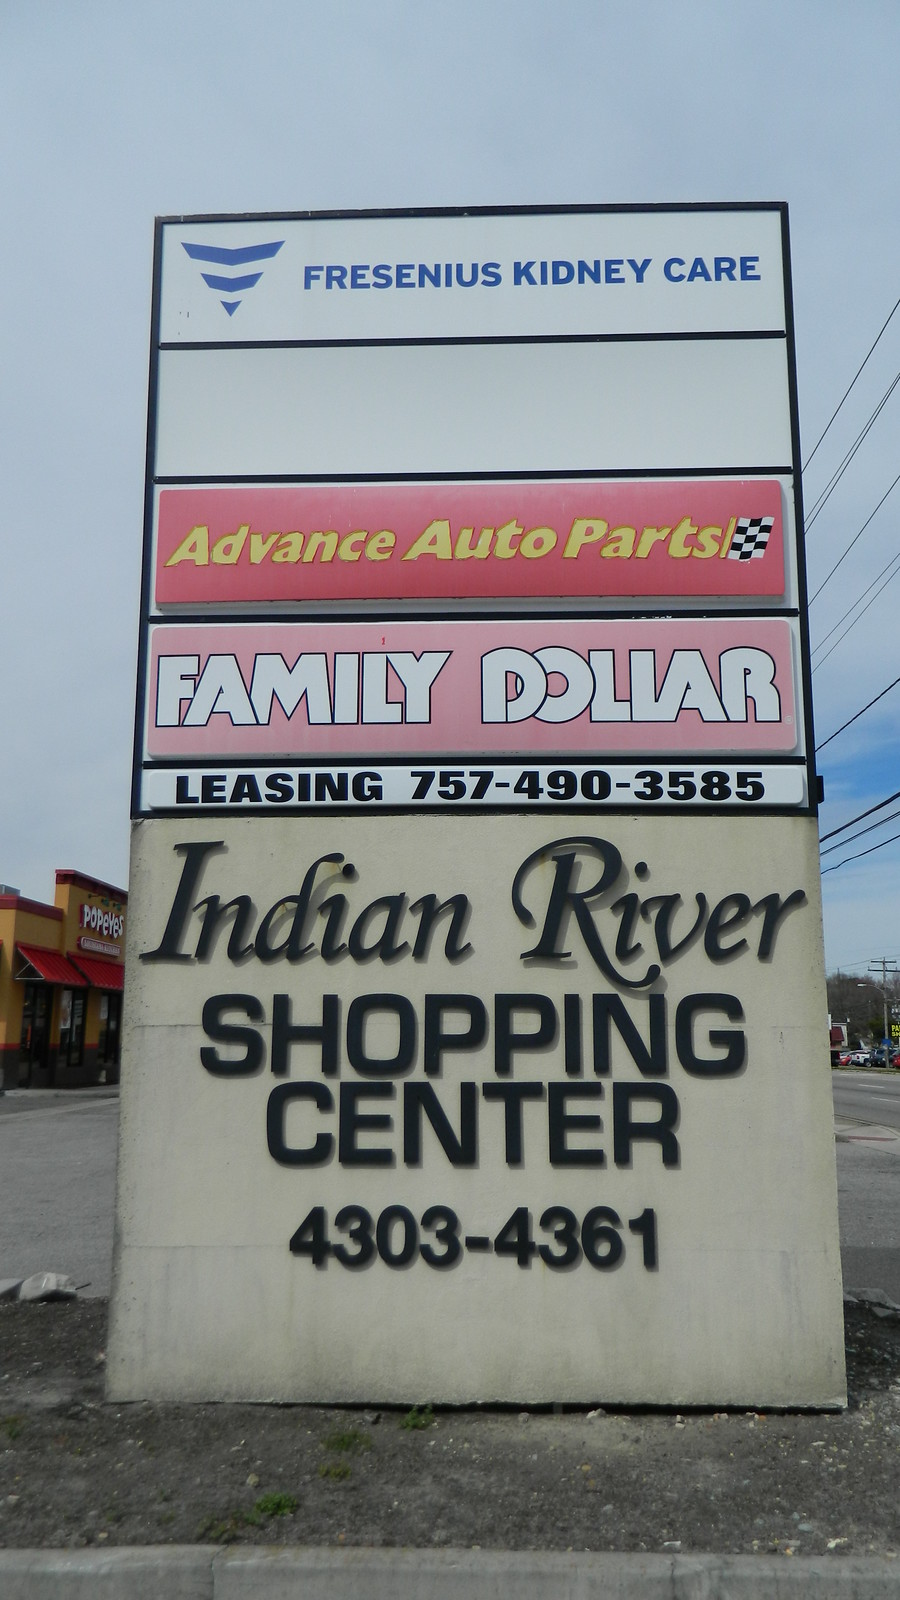 FRESENIUS KIDNEY CARE
Advance Auto Parts
FAMILY DOLLAR
LEASING 757-490-3585
Indian River
SHOPPING
CENTER
4303-4361
POPEYES